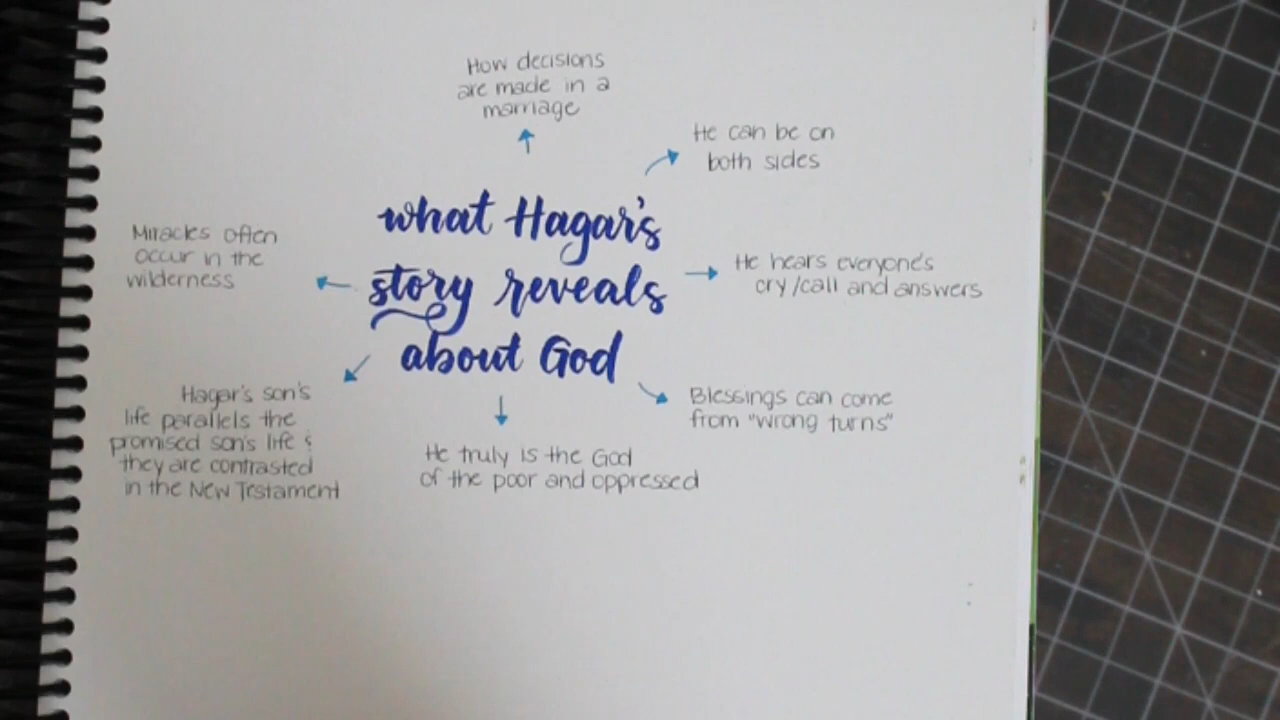 How decisions
are made in a
marriage
He can be on
both sides
what Hagar's
story reveals
about God
Miracles often
occur in the
wilderness
He hears everyone's
cry/call and answers
Hagar's son's
life parallels the
promised son's life &
they are contrasted
in the New Testament
Blessings can come
from "wrong turns"
He truly is the God
of the poor and oppressed